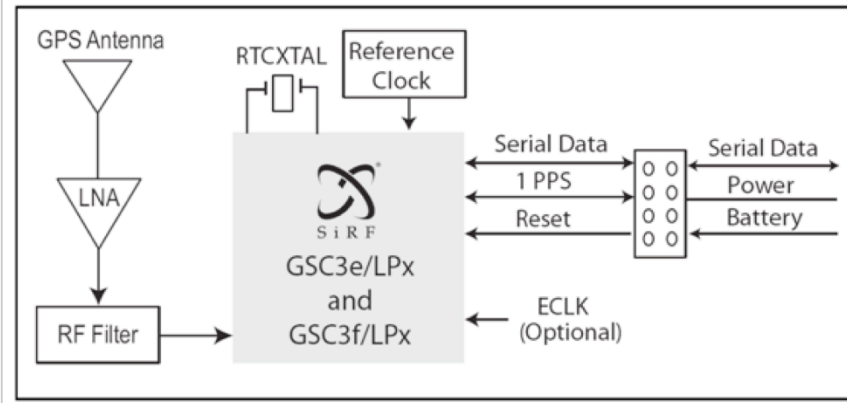 GPS Antenna
LNA
RF Filter
RTCXTAL
Reference
Clock
SiRF
GSC3e/LPx
and
GSC3f/LPx
Serial Data
1 PPS
Reset
ECLK
(Optional)
Serial Data
Power
Battery